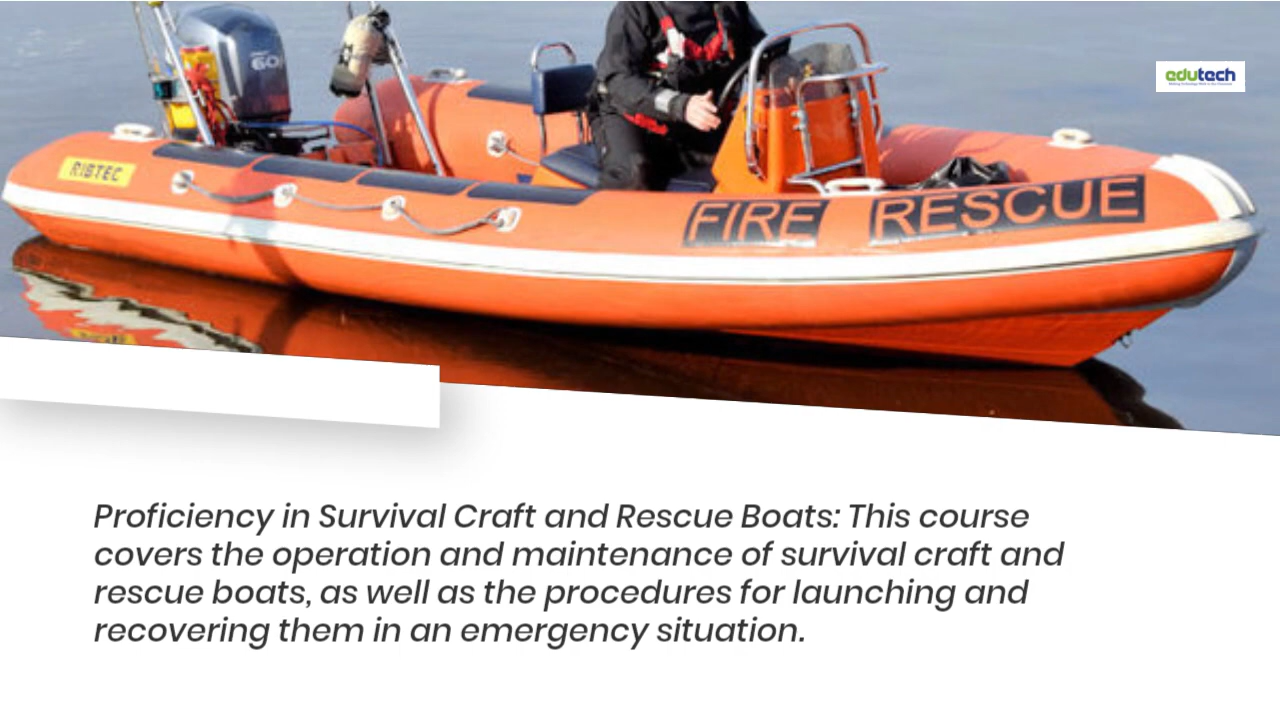 60
edutech
RIBTEC
FIRE RESCUE
Proficiency in Survival Craft and Rescue Boats: This course
covers the operation and maintenance of survival craft and
rescue boats, as well as the procedures for launching and
recovering them in an emergency situation.